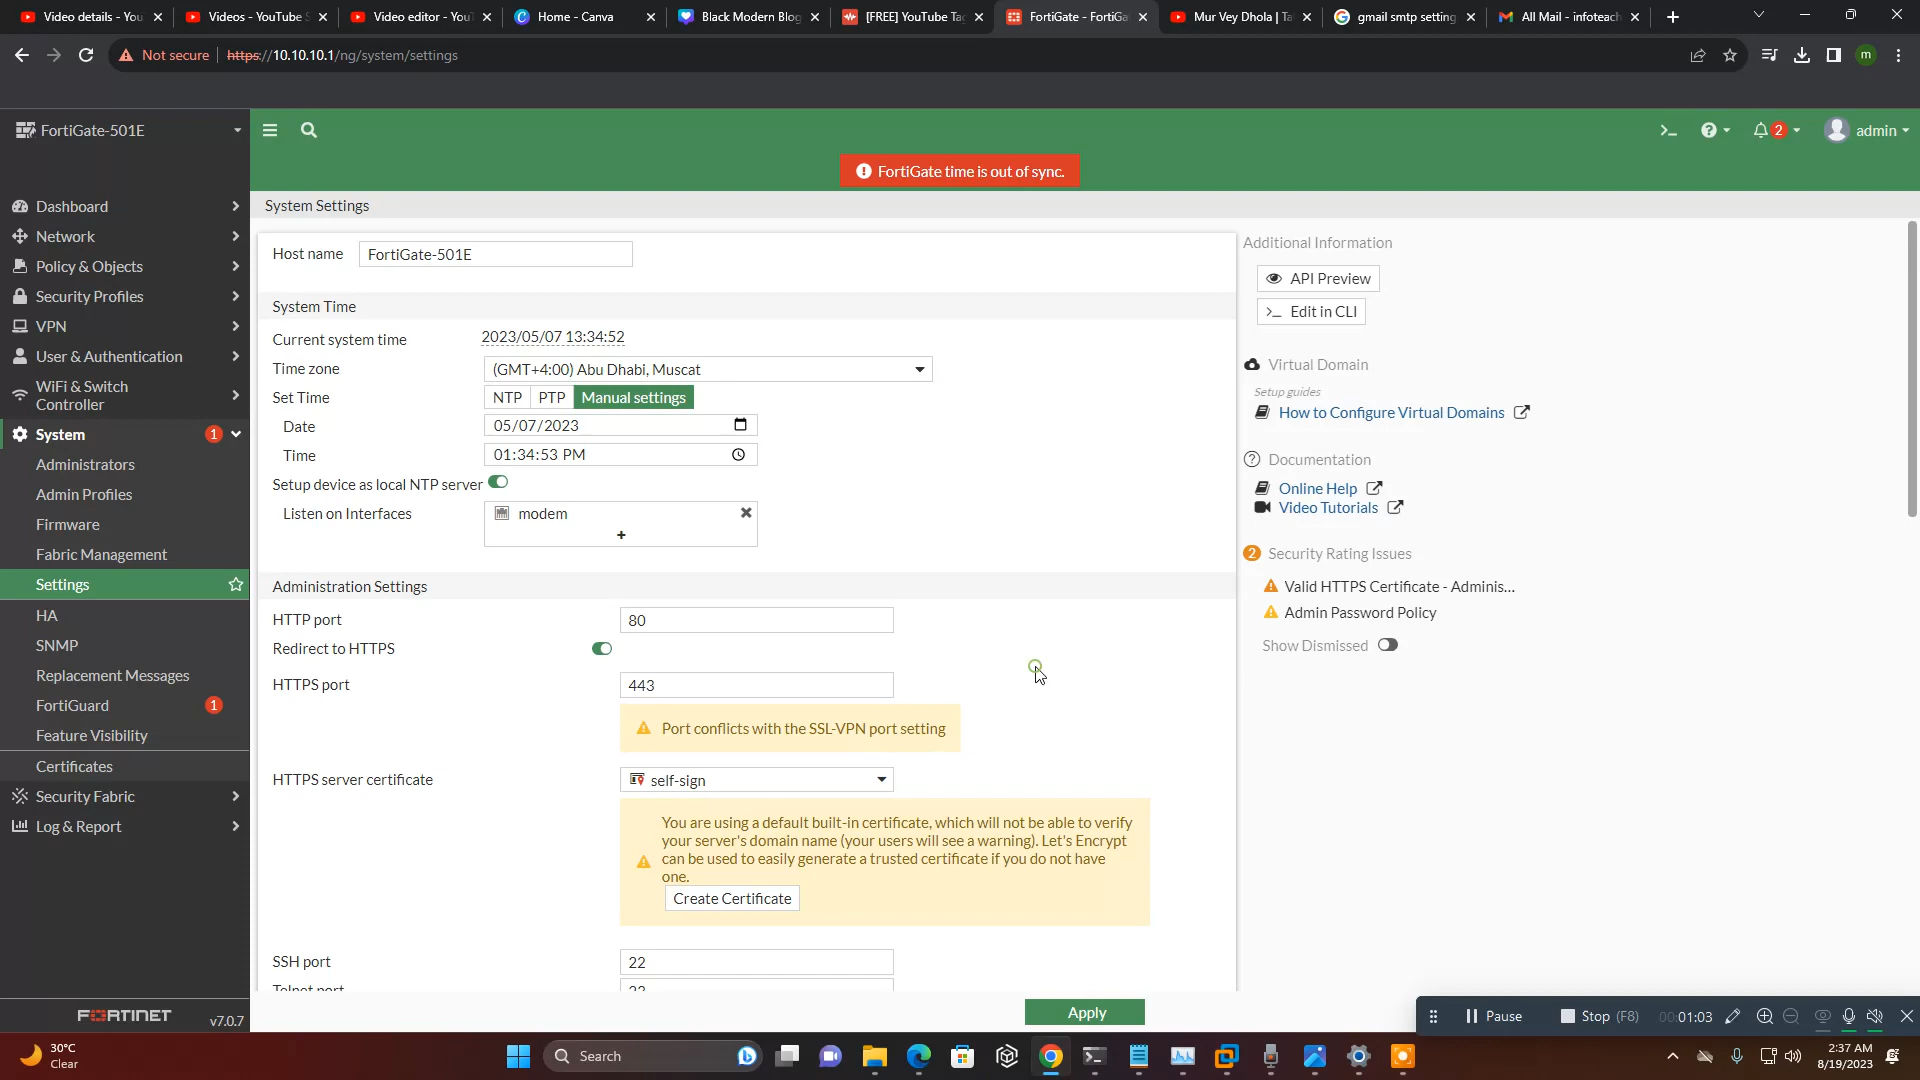 Video details - You
Videos - YouTube S
Video editor - YouT
Home - Canva
Black Modern Blog
[FREE] YouTube Tag
FortiGate - FortiGa
Mur Vey Dhola | Ta
gmail smtp setting
All Mail - infoteach
Not secure
https://10.10.10.1/ng/system/settings
m
FortiGate-501E
2
admin
FortiGate time is out of sync.
Dashboard
Network
Policy & Objects
Security Profiles
VPN
User & Authentication
WiFi & Switch
Controller
System
1
Administrators
Admin Profiles
Firmware
Fabric Management
Settings
HA
SNMP
Replacement Messages
FortiGuard
1
Feature Visibility
Certificates
Security Fabric
Log & Report
FORTINET
v7.0.7
System Settings
Host name
FortiGate-501E
System Time
Current system time
2023/05/07 13:34:52
Time zone
(GMT+4:00) Abu Dhabi, Muscat
Set Time
NTP
PTP
Manual settings
Date
05/07/2023
Time
01:34:53 PM
Setup device as local NTP server
Listen on Interfaces
modem
+
Administration Settings
HTTP port
80
Redirect to HTTPS
HTTPS port
443
Port conflicts with the SSL-VPN port setting
HTTPS server certificate
self-sign
You are using a default built-in certificate, which will not be able to verify
your server's domain name (your users will see a warning). Let's Encrypt
can be used to easily generate a trusted certificate if you do not have
one.
Create Certificate
SSH port
22
Telnet port
23
Apply
Additional Information
API Preview
Edit in CLI
Virtual Domain
Setup guides
How to Configure Virtual Domains
Documentation
Online Help
Video Tutorials
2
Security Rating Issues
Valid HTTPS Certificate - Adminis...
Admin Password Policy
Show Dismissed
Pause
Stop (F8)
00:01:03
30°C
Clear
Search
2:37 AM
8/19/2023